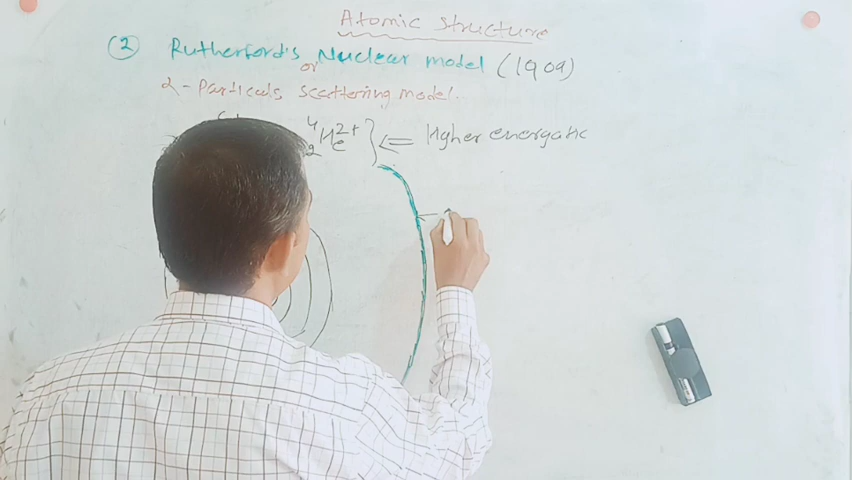 Atomic structure
(2) Rutherford's Nuclear model (1909)
or
α-Particals scattering model..
⁴₂He²⁺} <= Higher energatic